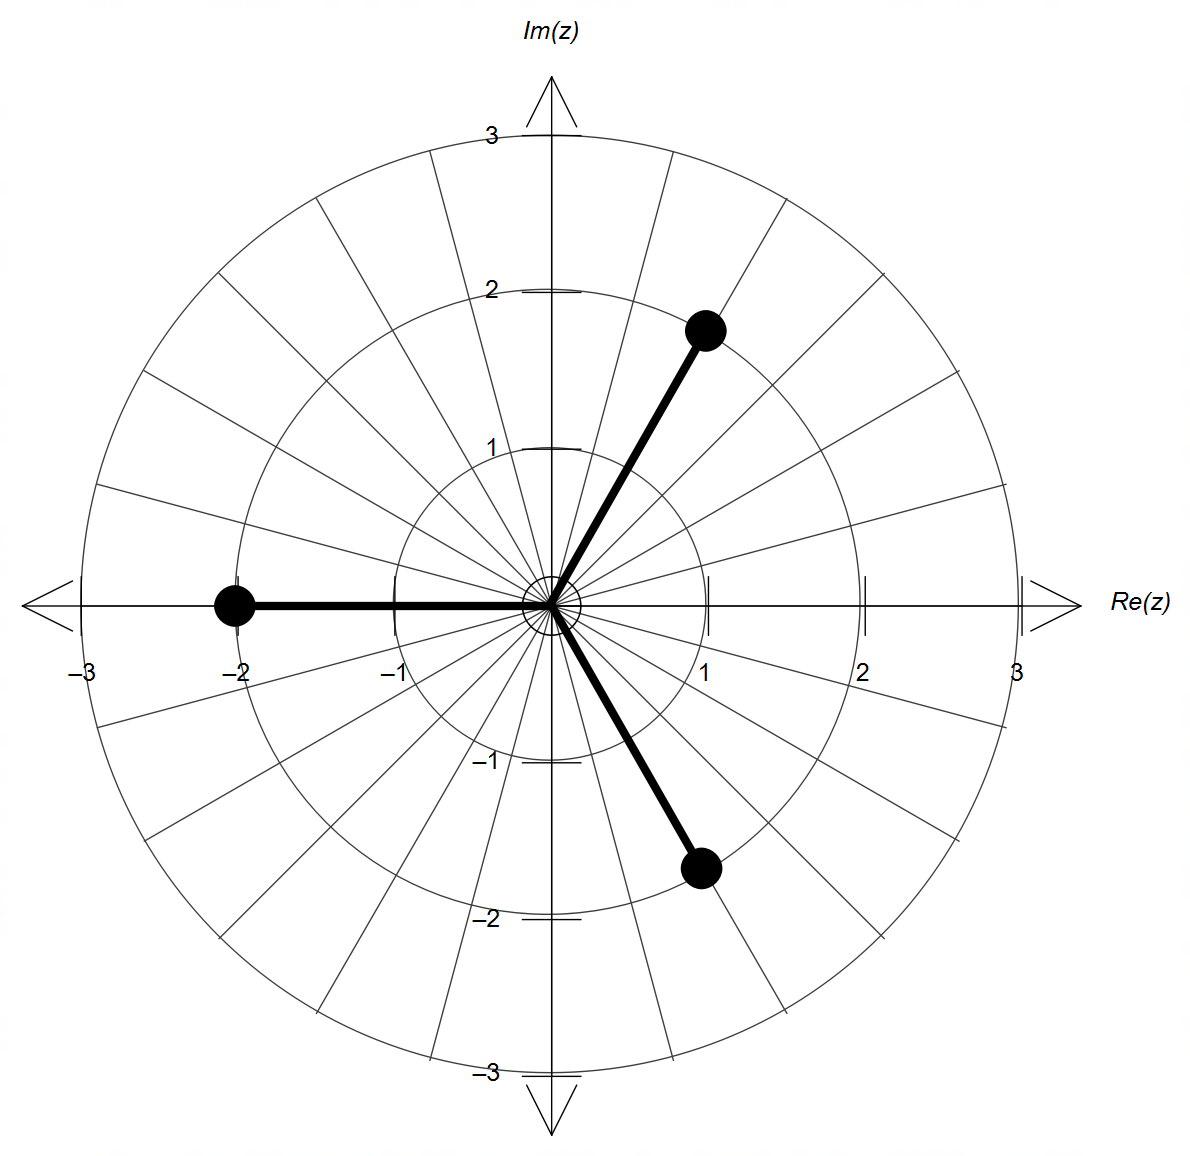 Im(z)
3
2
1
Re(z)
–3 –2 –1 1 2 3
–1
–2
–3